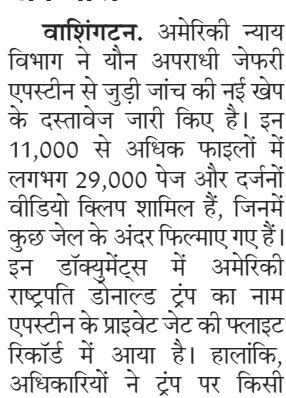 वाशिंगटन. अमेरिकी न्याय
विभाग ने यौन अपराधी जेफरी
एपस्टीन से जुड़ी जांच की नई खेप
के दस्तावेज जारी किए है। इन
11,000 से अधिक फाइलों में
लगभग 29,000 पेज और दर्जनों
वीडियो क्लिप शामिल हैं, जिनमें
कुछ जेल के अंदर फिल्माए गए हैं।
इन डॉक्युमेंट्स में अमेरिकी
राष्ट्रपति डोनाल्ड ट्रंप का नाम
एपस्टीन के प्राइवेट जेट की फ्लाइट
रिकॉर्ड में आया है। हालांकि,
अधिकारियों ने ट्रंप पर किसी